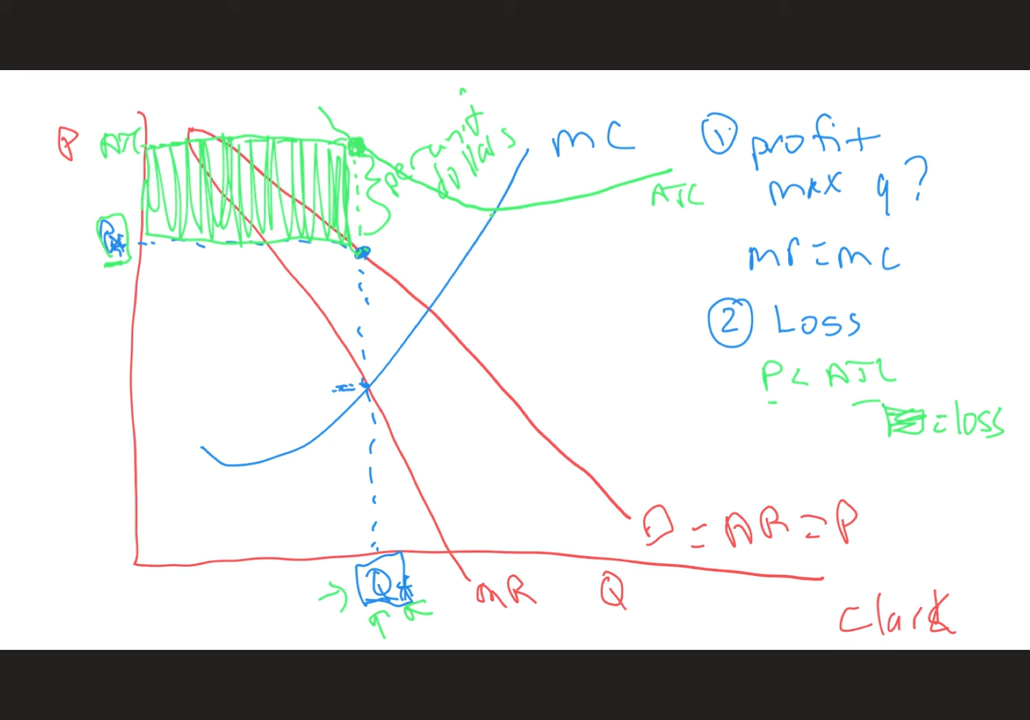 P
ATC
P*
per unit
dollars
MC
ATC
① profit
max q?
mr = mc
② Loss
P < ATC
= loss
D = AR = P
Q*
MR
Q
Clark